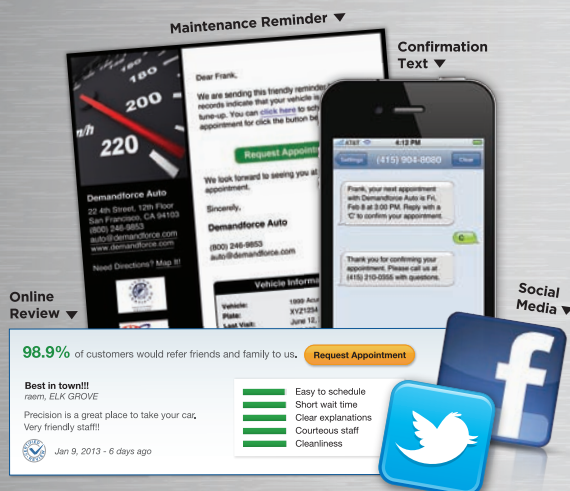 Maintenance Reminder ▼
Confirmation
Text ▼
Dear Frank,
We are sending this friendly reminder
records indicate that your vehicle is
tune-up. You can click here to
appointment for click the button
Request
We look forward to seeing you at
appointment.
Sincerely,
Demandforce Auto
(800) 246-9853
auto@demandforce.com
Vehicle
Vehicle: 1999
Plate: XYZ1234
Last Visit: June 12,
180
200
220
Demandforce Auto
22 4th Street, 12th Floor
San Francisco, CA 94103
(800) 246-9853
auto@demandforce.com
www.demandforce.com
Need Directions? Map It!
AT&T 4:13 PM
Settings (415) 904-8080 Clear
Frank, your next appointment
with Demandforce Auto is Fri,
Feb 8 at 3:00 PM. Reply with a
'C' to confirm your appointment.
C
Thank you for confirming your
appointment. Please call us at
(415) 210-0355 with questions.
Online
Review ▼
Social
Media ▼
98.9% of customers would refer friends and family to us. Request Appointment
Best in town!!!
raem, ELK GROVE
Precision is a great place to take your car.
Very friendly staff!!
Jan 9, 2013 - 6 days ago
Easy to schedule
Short wait time
Clear explanations
Courteous staff
Cleanliness
f